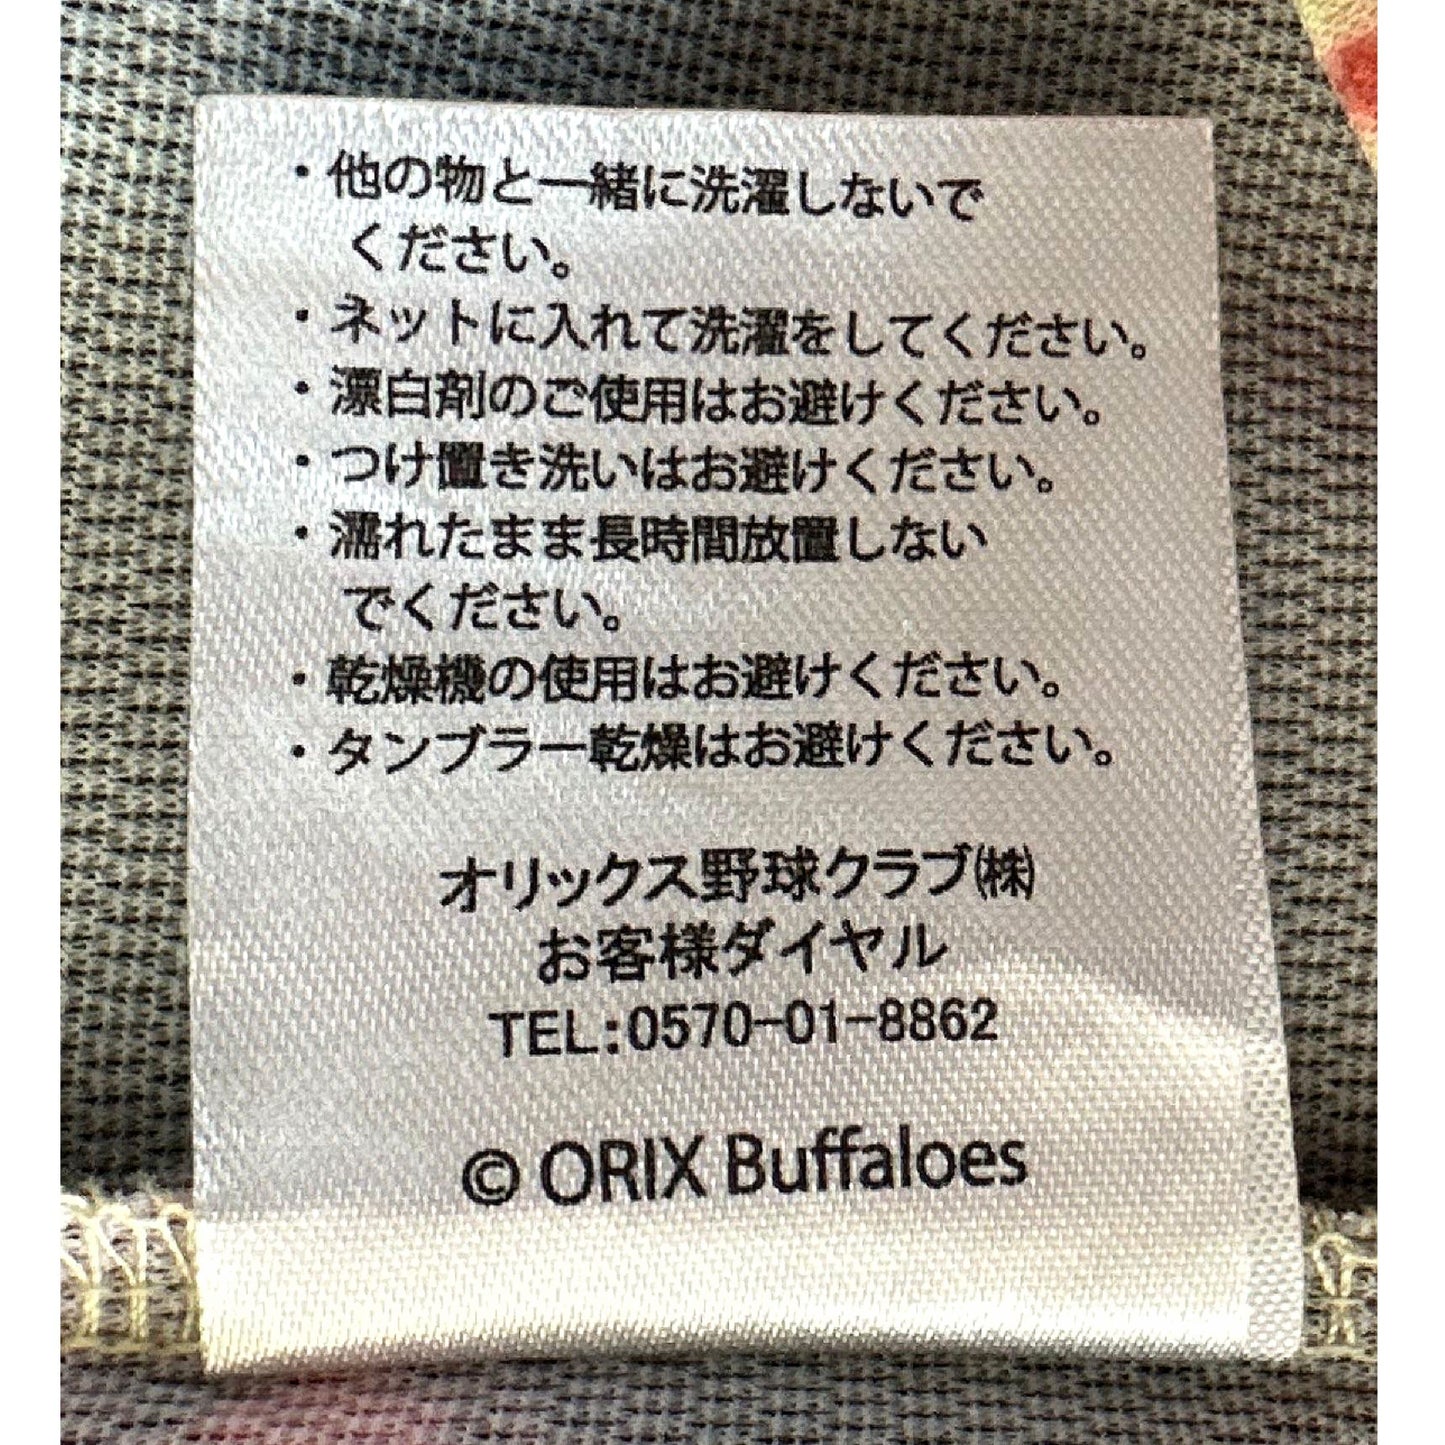 ・他の物と一緒に洗濯しないで
ください。
・ネットに入れて洗濯をしてください。
・漂白剤のご使用はお避けください。
・つけ置き洗いはお避けください。
・濡れたまま長時間放置しない
でください。
・乾燥機の使用はお避けください。
・タンブラー乾燥はお避けください。
オリックス野球クラブ㈱
お客様ダイヤル
TEL:0570-01-8862
© ORIX Buffaloes